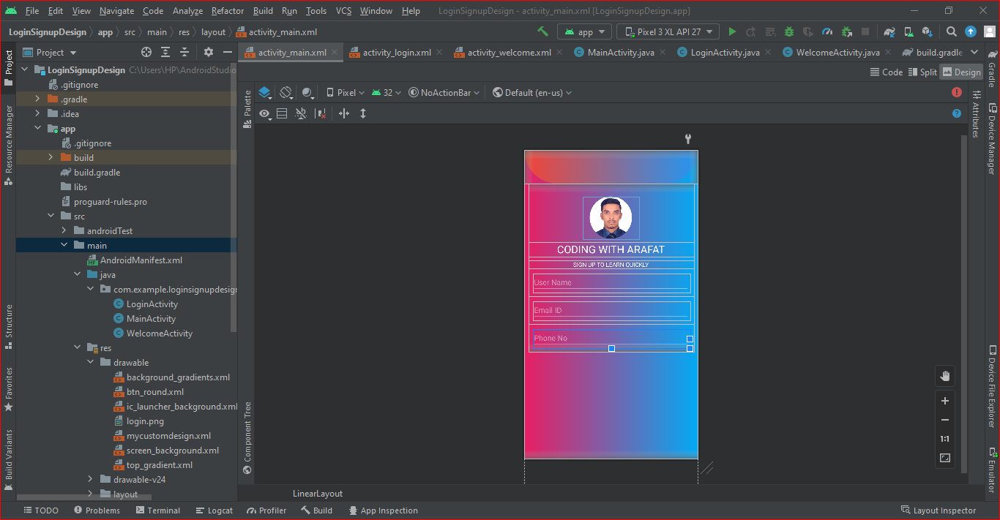 File Edit View Navigate Code Analyze Refactor Build Run Tools VCS Window Help LoginSignupDesign - activity_main.xml [LoginSignupDesign.app]
LoginSignupDesign app src main res layout activity_main.xml app Pixel 3 XL API 27
Project activity_main.xml activity_login.xml activity_welcome.xml MainActivity.java LoginActivity.java WelcomeActivity.java build.gradle
LoginSignupDesign C:\Users\HP\AndroidStudio
Code Split Design
.gitignore
.gradle
.idea
app
.gitignore
build
build.gradle
libs
proguard-rules.pro
src
androidTest
main
AndroidManifest.xml
java
com.example.loginsignupdesign
LoginActivity
MainActivity
WelcomeActivity
res
drawable
background_gradients.xml
btn_round.xml
ic_launcher_background.xml
login.png
mycustomdesign.xml
screen_background.xml
top_gradient.xml
drawable-v24
layout
Project
Resource Manager
Structure
Favorites
Build Variants
Palette
Component Tree
Pixel 32 NoActionBar Default (en-us)
CODING WITH ARAFAT
SIGN UP TO LEARN QUICKLY
User Name
Email ID
Phone No
1:1
Attributes
Gradle
Device Manager
Device File Explorer
Emulator
LinearLayout
TODO Problems Terminal Logcat Profiler Build App Inspection Layout Inspector